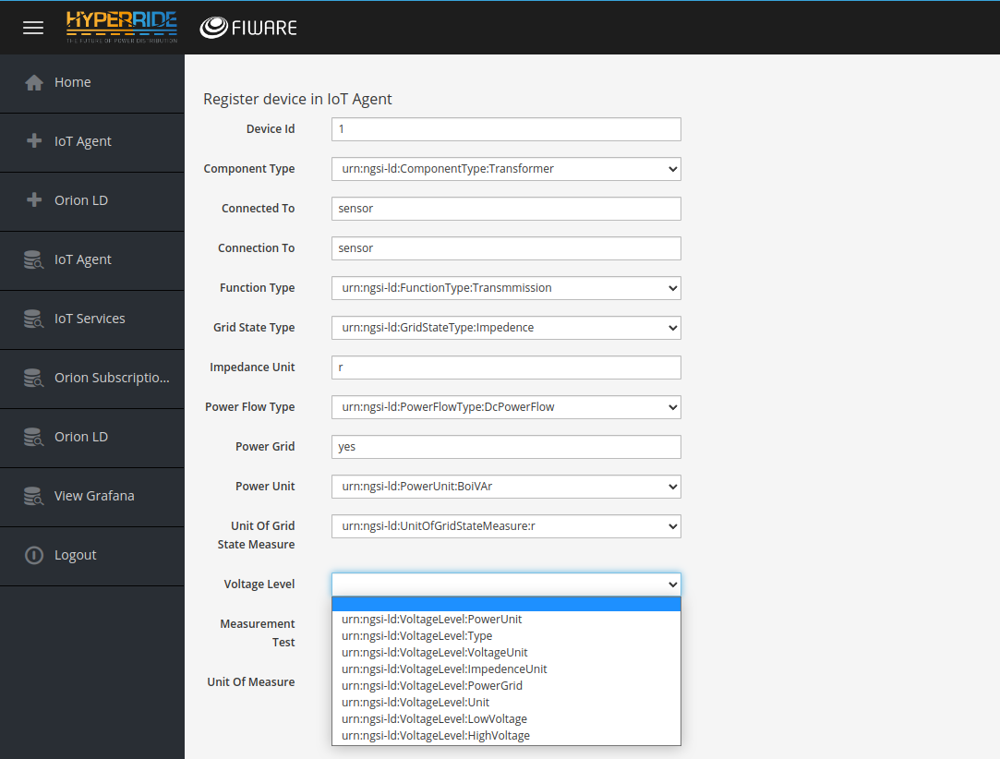 HYPERRIDE
THE FUTURE OF POWER DISTRIBUTION
FIWARE
Home
IoT Agent
Orion LD
IoT Agent
IoT Services
Orion Subscriptio...
Orion LD
View Grafana
Logout
Register device in IoT Agent
Device Id 1
Component Type urn:ngsi-ld:ComponentType:Transformer
Connected To sensor
Connection To sensor
Function Type urn:ngsi-ld:FunctionType:Transmmission
Grid State Type urn:ngsi-ld:GridStateType:Impedence
Impedance Unit r
Power Flow Type urn:ngsi-ld:PowerFlowType:DcPowerFlow
Power Grid yes
Power Unit urn:ngsi-ld:PowerUnit:BoiVAr
Unit Of Grid urn:ngsi-ld:UnitOfGridStateMeasure:r
State Measure
Voltage Level
Measurement
Test
Unit Of Measure
urn:ngsi-ld:VoltageLevel:PowerUnit
urn:ngsi-ld:VoltageLevel:Type
urn:ngsi-ld:VoltageLevel:VoltageUnit
urn:ngsi-ld:VoltageLevel:ImpedenceUnit
urn:ngsi-ld:VoltageLevel:PowerGrid
urn:ngsi-ld:VoltageLevel:Unit
urn:ngsi-ld:VoltageLevel:LowVoltage
urn:ngsi-ld:VoltageLevel:HighVoltage